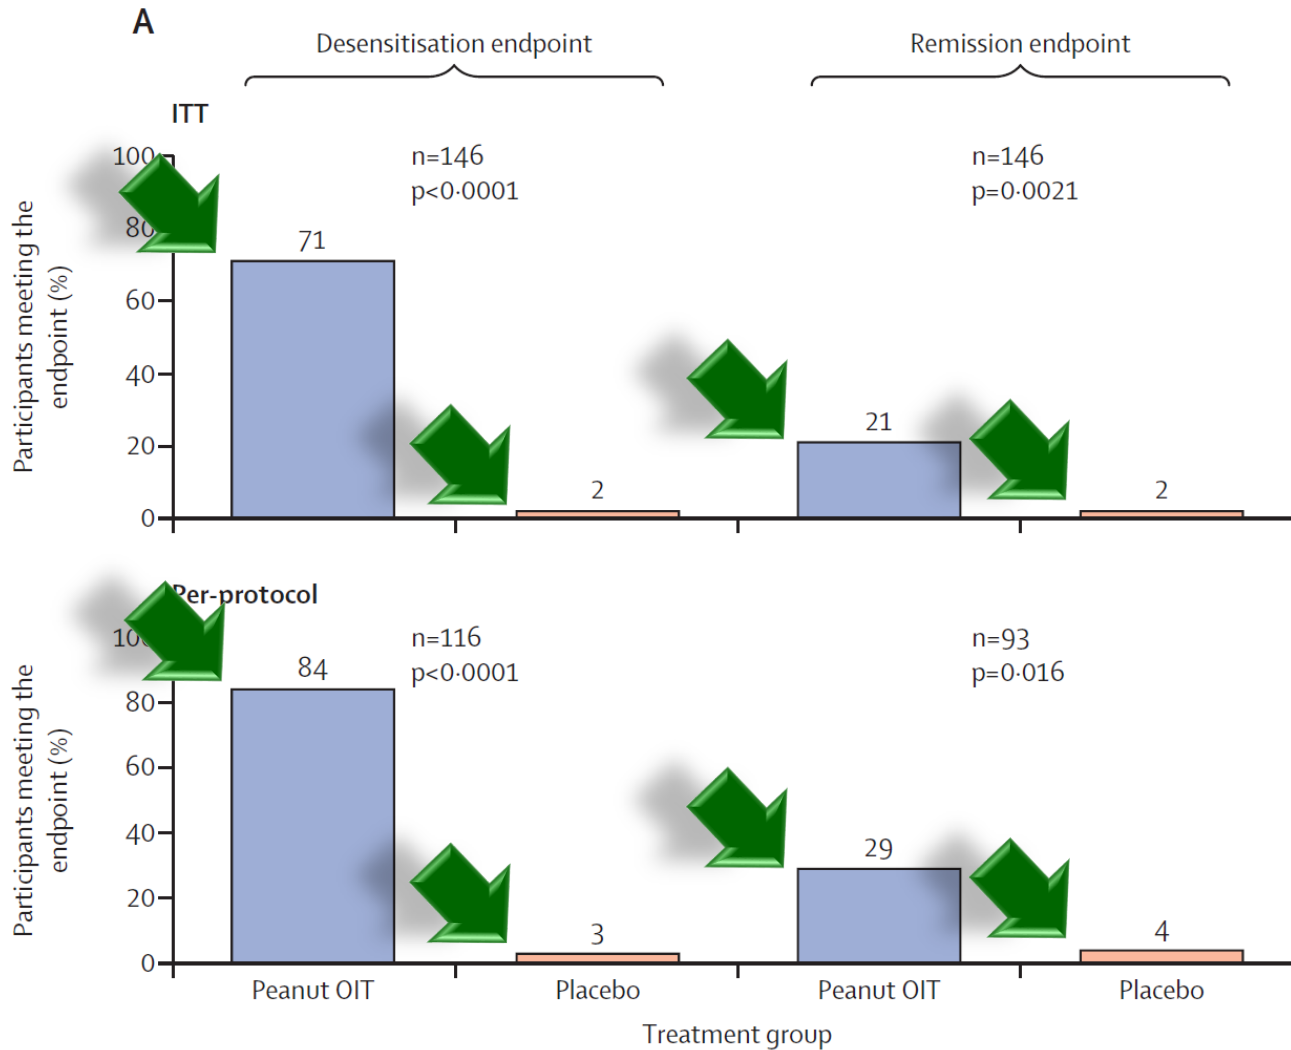 A
Desensitisation endpoint
Remission endpoint
ITT
n=146
p<0·0001
n=146
p=0·0021
Participants meeting the
endpoint (%)
100
80
60
40
20
0
71
2
21
2
Per-protocol
n=116
p<0·0001
n=93
p=0·016
Participants meeting the
endpoint (%)
80
60
40
20
0
84
3
29
4
Peanut OIT
Placebo
Peanut OIT
Placebo
Treatment group